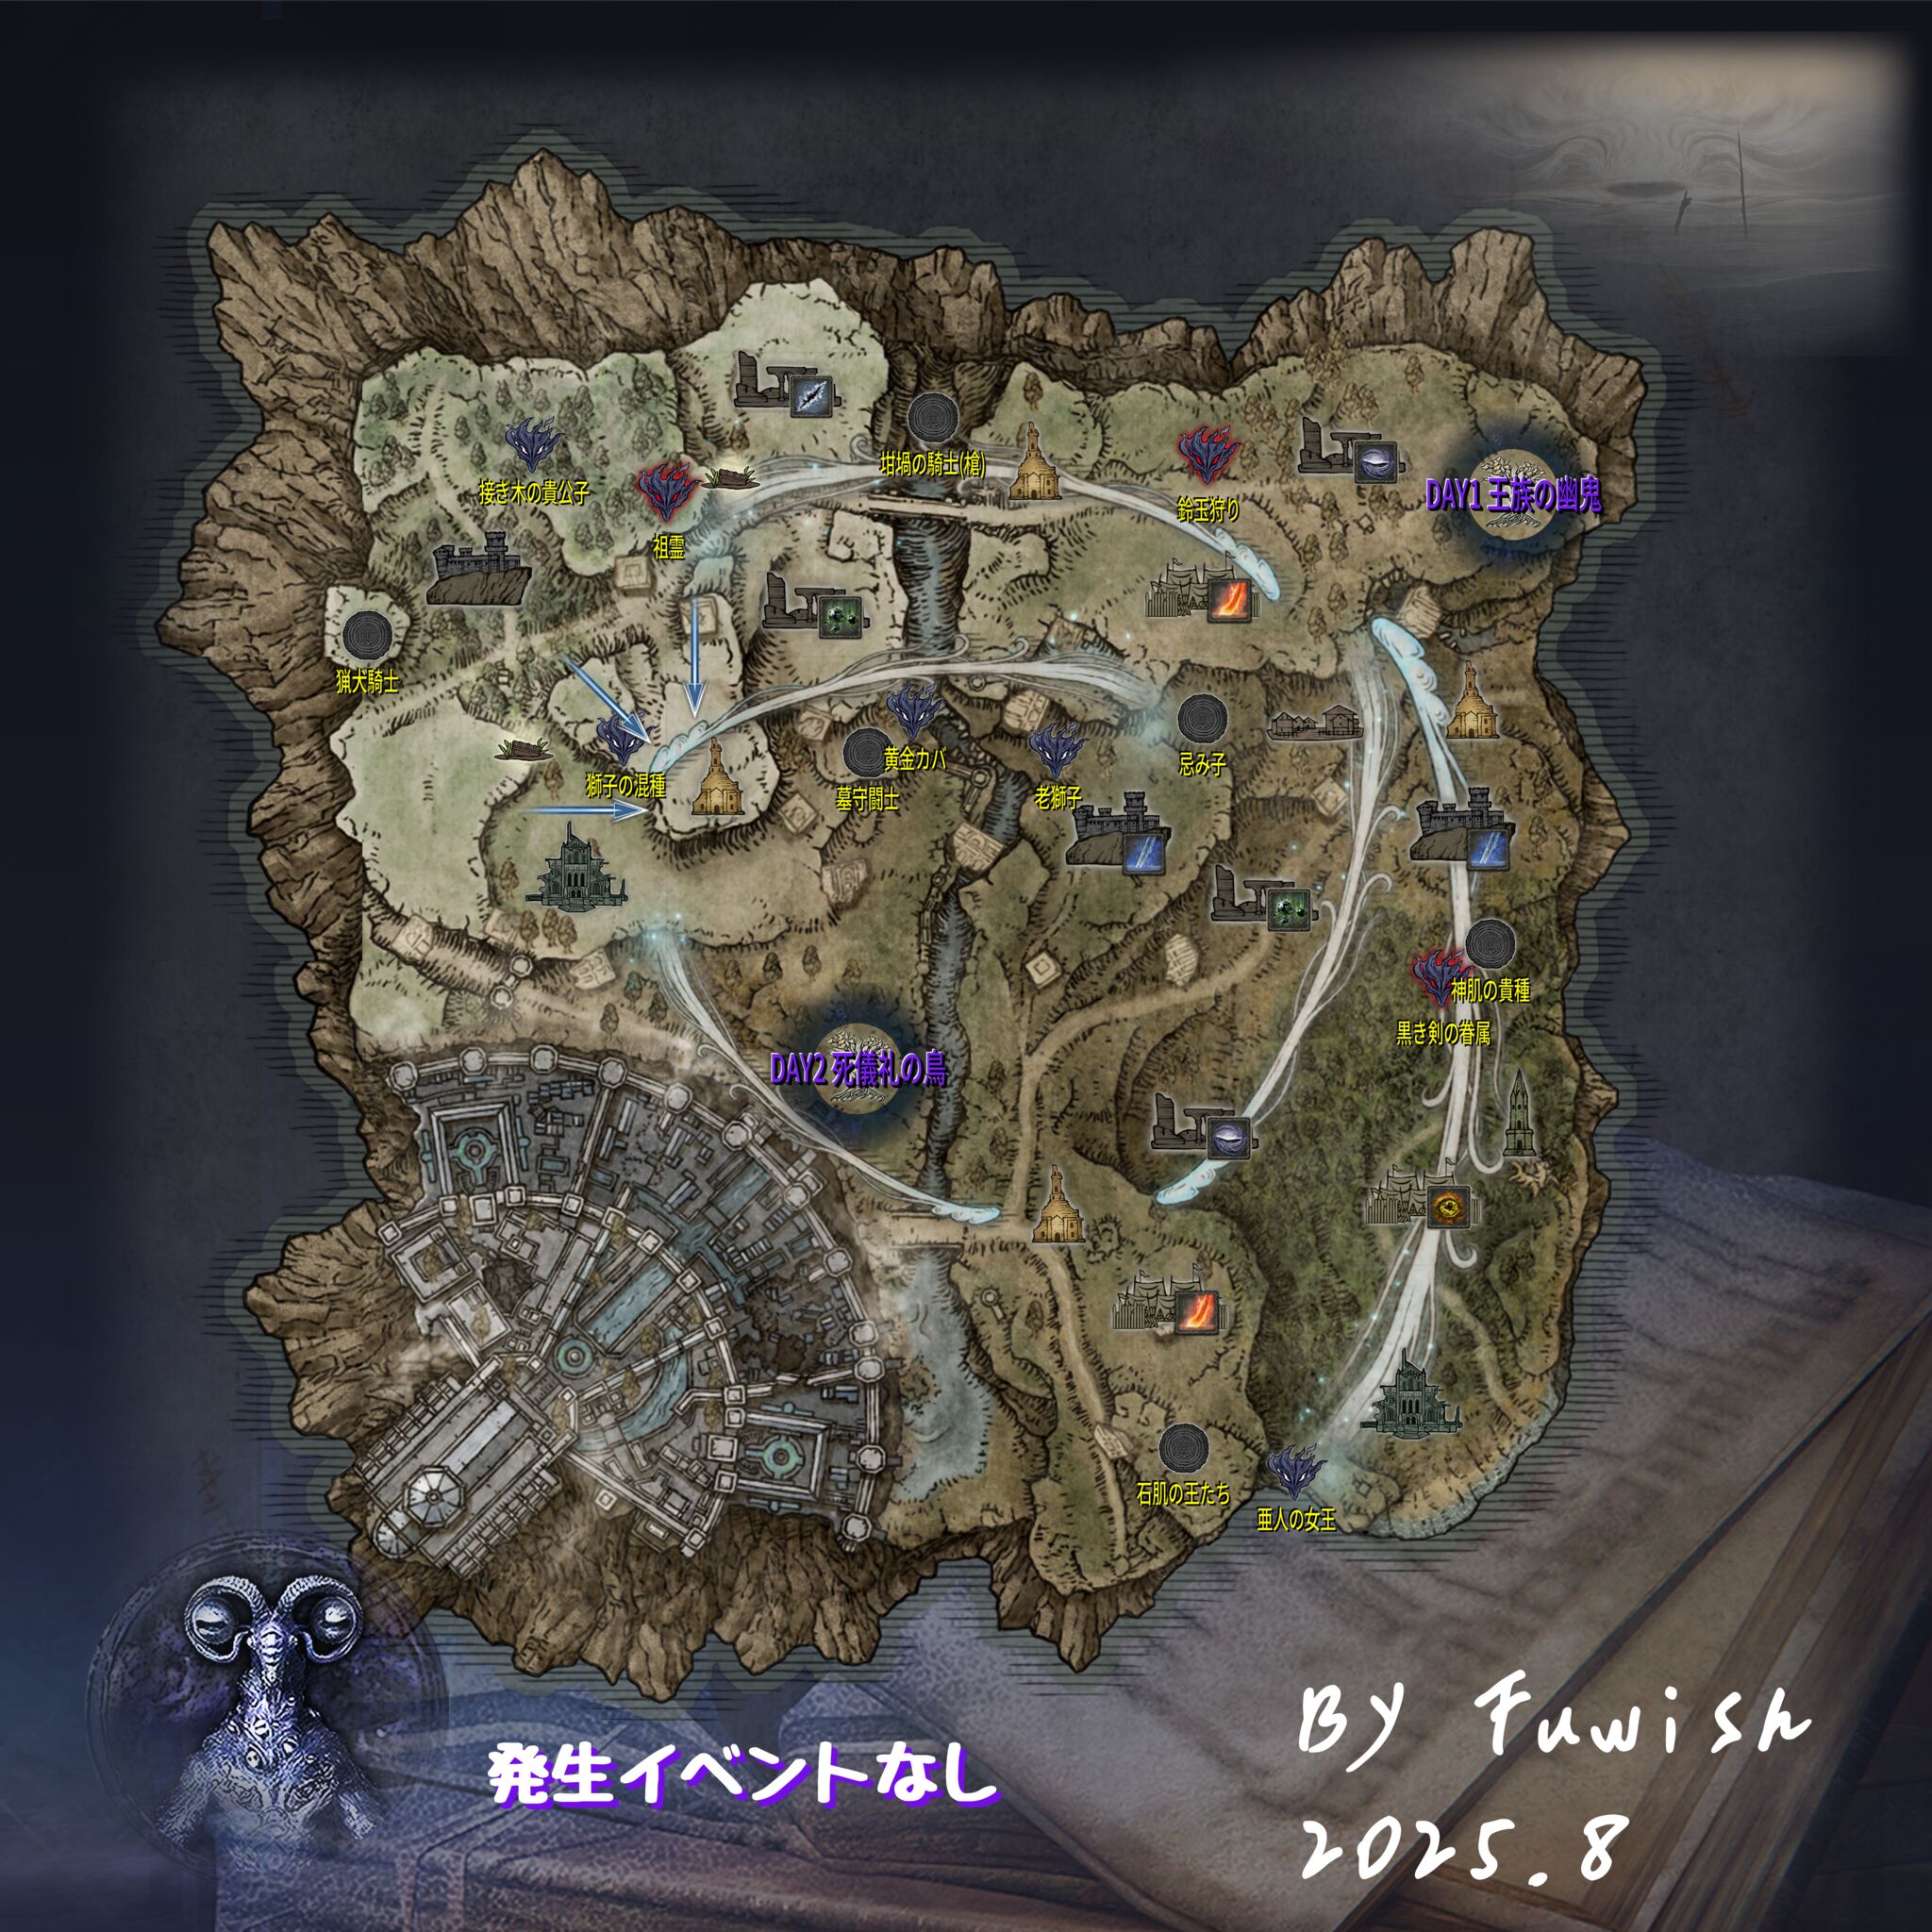 坩堝の騎士(槍)
接ぎ木の貴公子
DAY1 王族の幽鬼
鈴玉狩り
祖霊
猟犬騎士
黄金カバ
忌み子
獅子の混種
墓守闘士
老獅子
神肌の貴種
黒き剣の眷属
DAY2 死儀礼の鳥
石肌の王たち
亜人の女王
発生イベントなし
BY Fuwish
2025.8